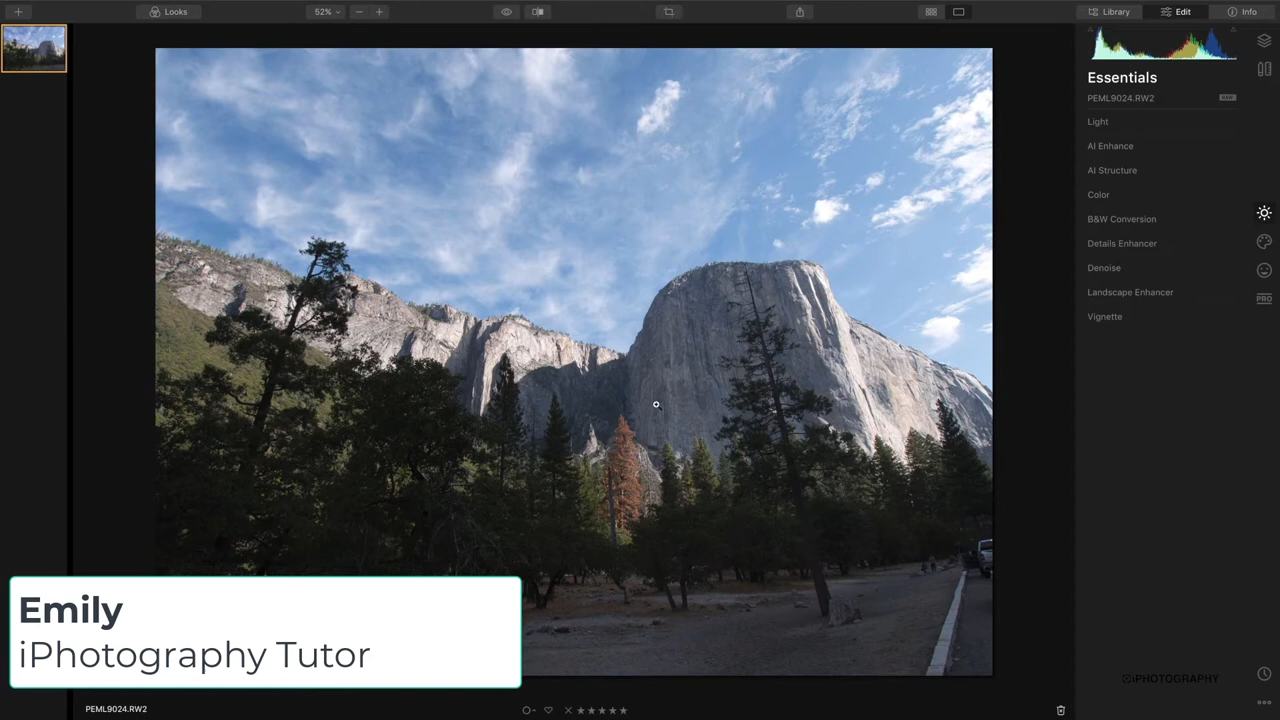 Looks
52%
Library
Edit
Info
Essentials
PEML9024.RW2
RAW
Light
AI Enhance
AI Structure
Color
B&W Conversion
Details Enhancer
Denoise
Landscape Enhancer
Vignette
PRO
Emily
iPhotography Tutor
iPHOTOGRAPHY
PEML9024.RW2